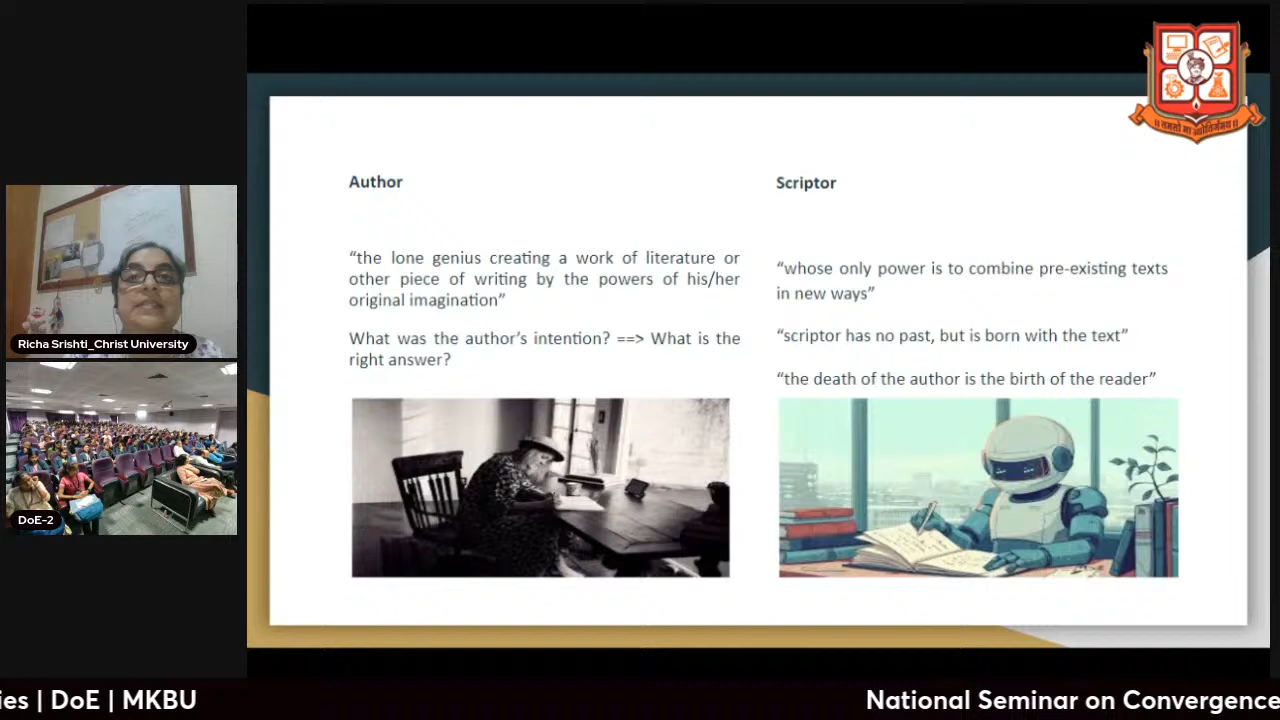 Author
“the lone genius creating a work of literature or
other piece of writing by the powers of his/her
original imagination”
What was the author’s intention? ==> What is the
right answer?
Scriptor
“whose only power is to combine pre-existing texts
in new ways”
“scriptor has no past, but is born with the text”
“the death of the author is the birth of the reader”
॥ तमसो मा ज्योतिर्गमय ॥
Richa Srishti_Christ University
DoE-2
ies | DoE | MKBU
National Seminar on Convergence